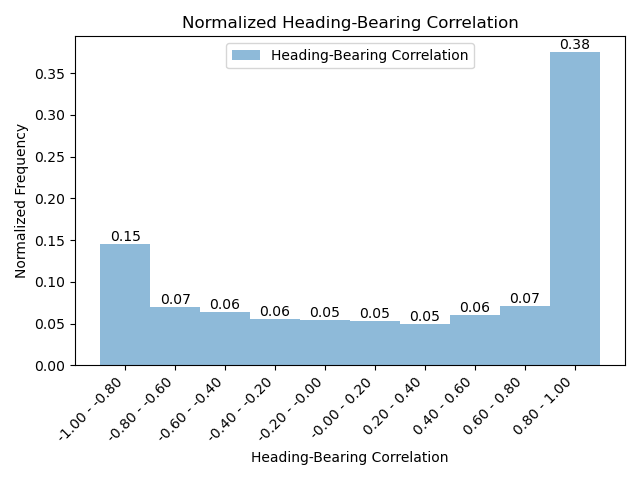 Normalized Heading-Bearing Correlation
Heading-Bearing Correlation
0.38
0.15
0.07
0.06
0.06
0.05
0.05
0.05
0.06
0.07
Normalized Frequency
0.35
0.30
0.25
0.20
0.15
0.10
0.05
0.00
-1.00 - -0.80
-0.80 - -0.60
-0.60 - -0.40
-0.40 - -0.20
-0.20 - -0.00
-0.00 - 0.20
0.20 - 0.40
0.40 - 0.60
0.60 - 0.80
0.80 - 1.00
Heading-Bearing Correlation